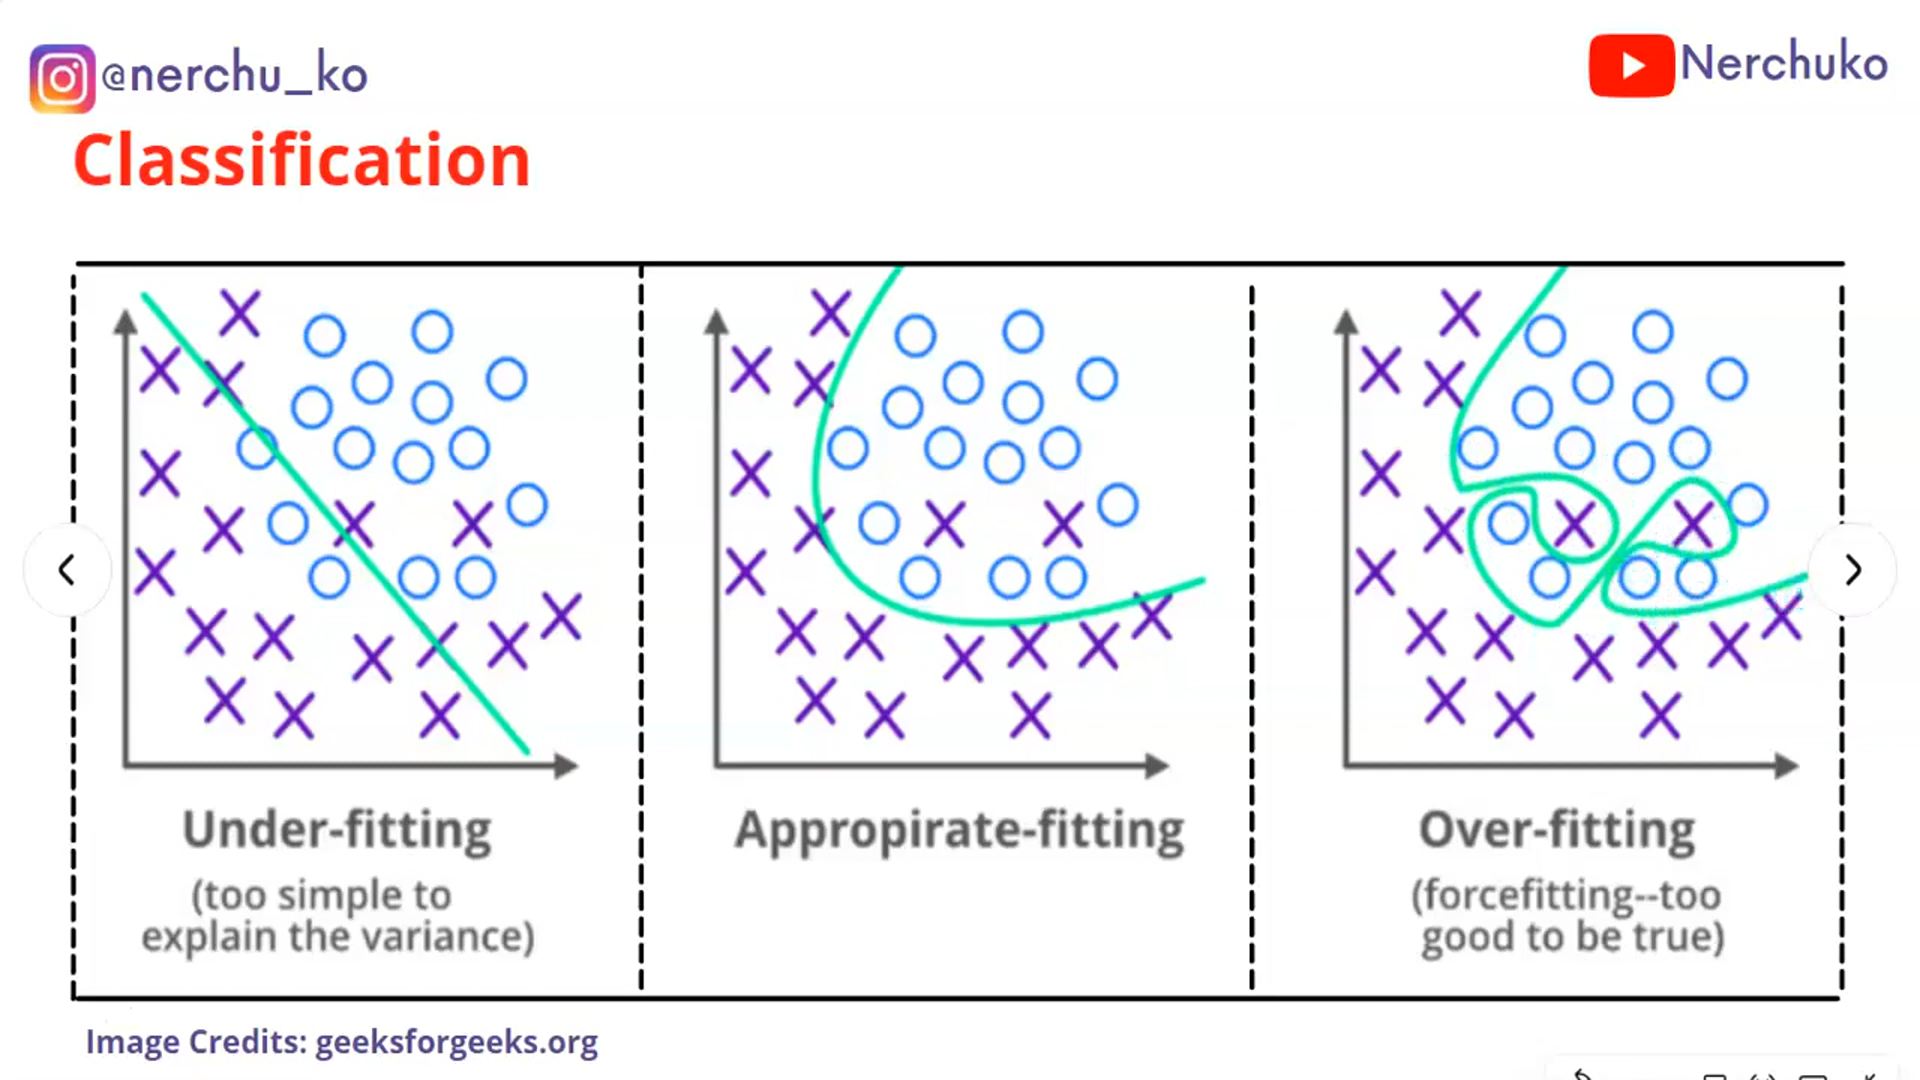 @nerchu_ko
Nerchuko
Classification
Under-fitting
(too simple to
explain the variance)
Appropirate-fitting
Over-fitting
(forcefitting--too
good to be true)
Image Credits: geeksforgeeks.org